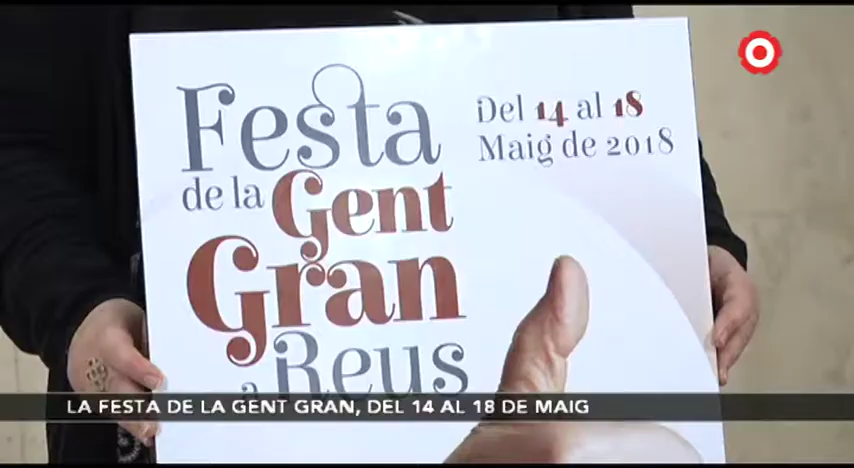 Festa
de la Gent
Gran
a Reus
Del 14 al 18
Maig de 2018
LA FESTA DE LA GENT GRAN, DEL 14 AL 18 DE MAIG